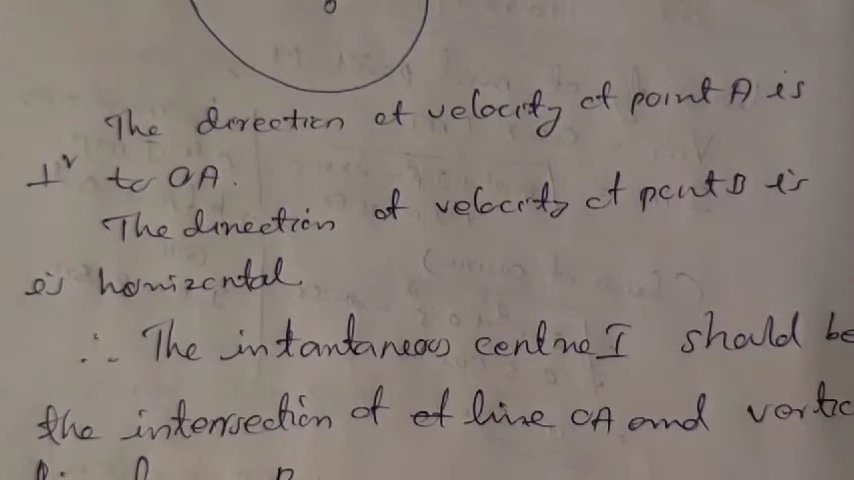 o
The direction of velocity of point A is
⊥r to OA.
The direction of velocity of point B is
is horizontal.
∴ The intantaneos centre I should be
the intersection of of line OA and vertic